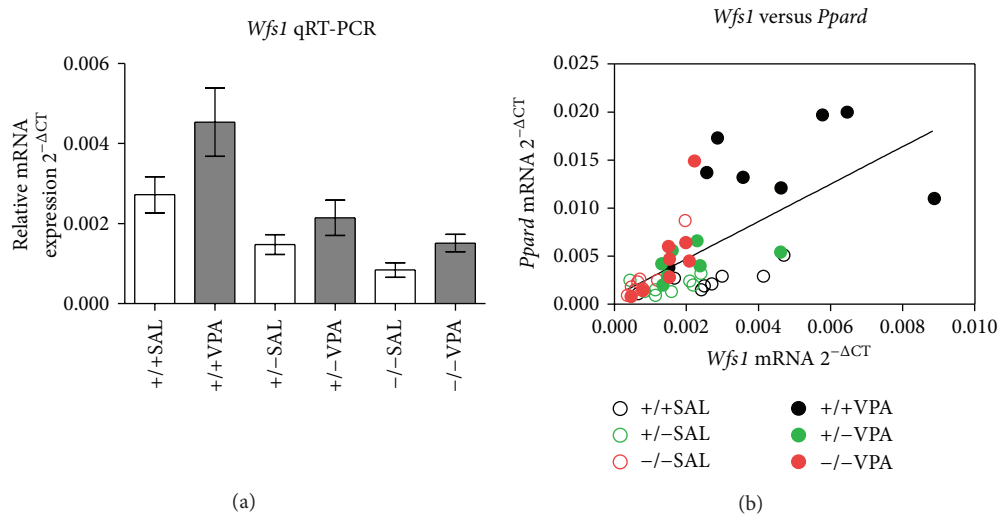 Wfs1 qRT-PCR
Relative mRNA
expression 2−ΔCT
0.006
0.004
0.002
0.000
+/+SAL
+/+VPA
+/−SAL
+/−VPA
−/−SAL
−/−VPA
(a)
Wfs1 versus Ppard
Ppard mRNA 2−ΔCT
0.025
0.020
0.015
0.010
0.005
0.000
0.000 0.002 0.004 0.006 0.008 0.010
Wfs1 mRNA 2−ΔCT
+/+SAL +/+VPA
+/−SAL +/−VPA
−/−SAL −/−VPA
(b)